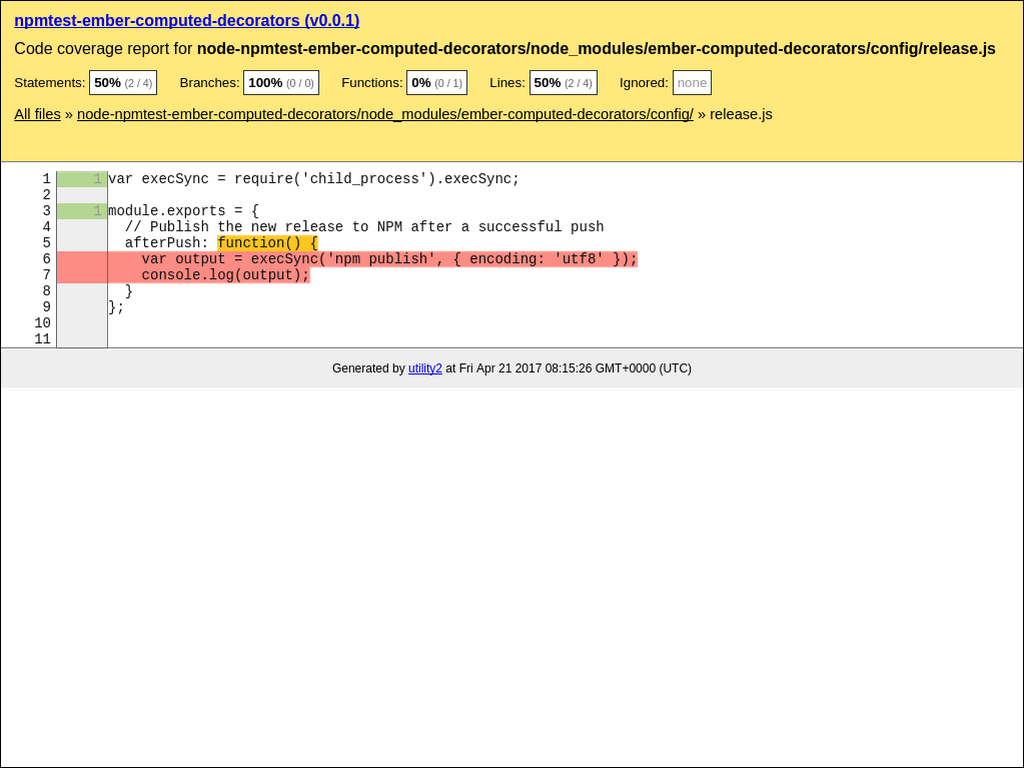 npmtest-ember-computed-decorators (v0.0.1)
Code coverage report for node-npmtest-ember-computed-decorators/node_modules/ember-computed-decorators/config/release.js
Statements: 50% (2 / 4) Branches: 100% (0 / 0) Functions: 0% (0 / 1) Lines: 50% (2 / 4) Ignored: none
All files » node-npmtest-ember-computed-decorators/node_modules/ember-computed-decorators/config/ » release.js
1 1 var execSync = require('child_process').execSync;
2
3 1 module.exports = {
4 // Publish the new release to NPM after a successful push
5 afterPush: function() {
6 var output = execSync('npm publish', { encoding: 'utf8' });
7 console.log(output);
8 }
9 };
10
11
Generated by utility2 at Fri Apr 21 2017 08:15:26 GMT+0000 (UTC)